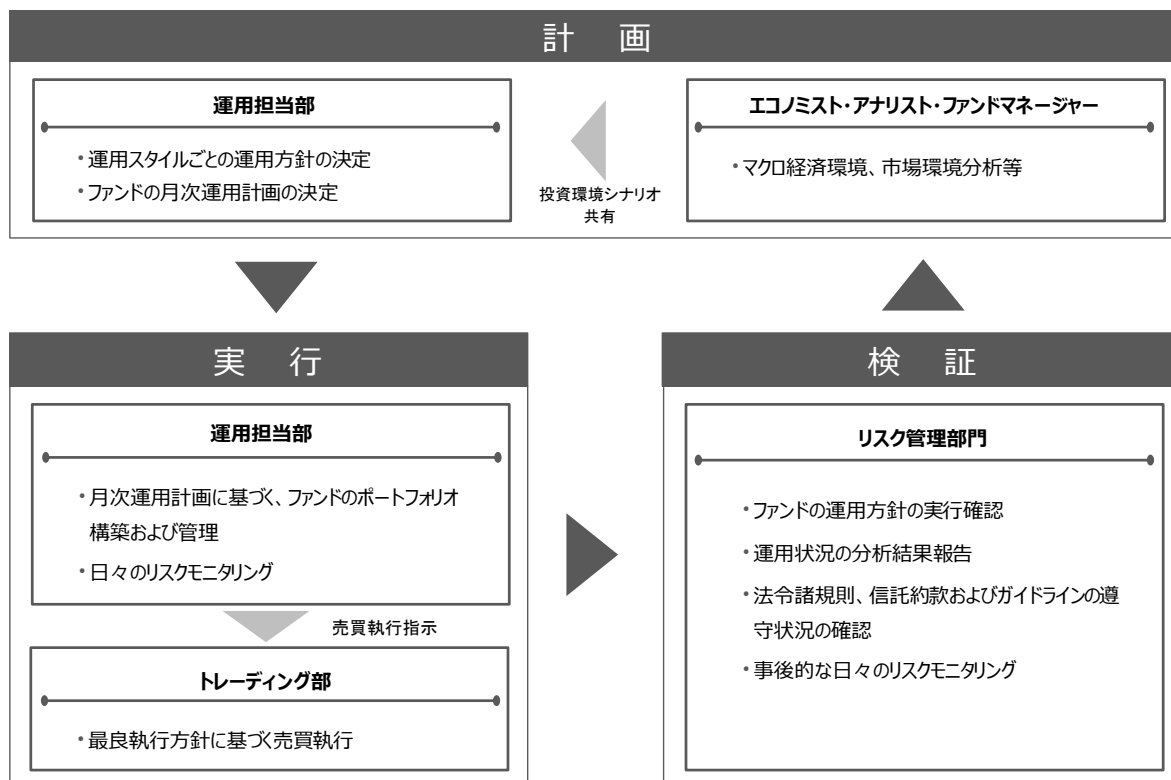 計 画
運用担当部
・運用スタイルごとの運用方針の決定
・ファンドの月次運用計画の決定
投資環境シナリオ
共有
エコノミスト・アナリスト・ファンドマネージャー
・マクロ経済環境、市場環境分析等
実 行
運用担当部
・月次運用計画に基づく、ファンドのポートフォリオ
構築および管理
・日々のリスクモニタリング
売買執行指示
トレーディング部
・最良執行方針に基づく売買執行
検 証
リスク管理部門
・ファンドの運用方針の実行確認
・運用状況の分析結果報告
・法令諸規則、信託約款およびガイドラインの遵
守状況の確認
・事後的な日々のリスクモニタリング